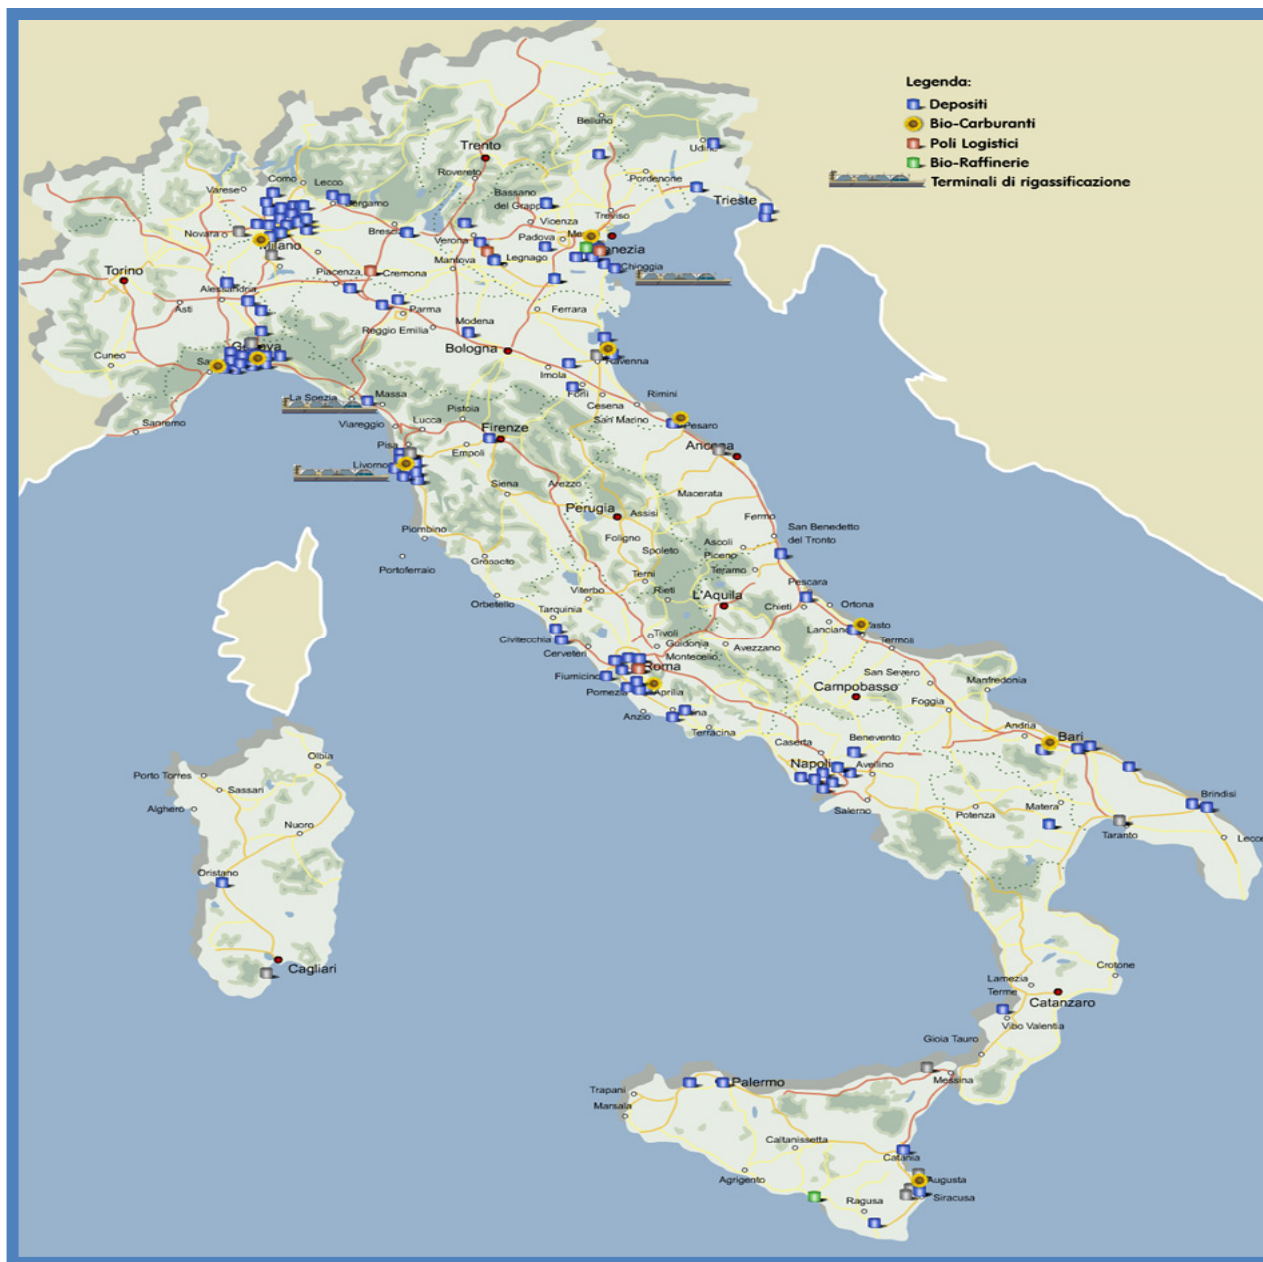 Legenda:
Depositi
Bio-Carburanti
Poli Logistici
Bio-Raffinerie
Terminali di rigassificazione
Belluno
Udine
Trento
Rovereto
Pordenone
Trieste
Como
Lecco
Varese
Bergamo
Bassano
del Grappa
Treviso
Vicenza
Novara
Brescia
Verona
Padova
Milano
Venezia
Chioggia
Legnago
Mantova
Torino
Piacenza
Cremona
Alessandria
Asti
Parma
Ferrara
Reggio Emilia
Modena
Bologna
Genova
Cuneo
Ravenna
Imola
Forlì
Cesena
Rimini
San Marino
La Spezia
Massa
Pistoia
Pesaro
Sanremo
Viareggio
Lucca
Firenze
Ancona
Pisa
Empoli
Livorno
Siena
Arezzo
Macerata
Perugia
Assisi
Fermo
Piombino
Foligno
San Benedetto
del Tronto
Spoleto
Ascoli
Piceno
Portoferraio
Grosseto
Terni
Teramo
Pescara
Orbetello
Viterbo
Rieti
L'Aquila
Chieti
Ortona
Tarquinia
Lanciano
Vasto
Civitecchia
Tivoli
Guidonia
Montecelio
Avezzano
Termoli
Cerveteri
Roma
San Severo
Fiumicino
Campobasso
Manfredonia
Pomezia
Aprilia
Foggia
Anzio
Terracina
Andria
Bari
Caserta
Benevento
Olbia
Porto Torres
Napoli
Avellino
Sassari
Brindisi
Alghero
Salerno
Potenza
Matera
Nuoro
Taranto
Oristano
Cagliari
Lamezia
Terme
Crotone
Catanzaro
Vibo Valentia
Gioia Tauro
Messina
Trapani
Palermo
Marsala
Caltanissetta
Catania
Agrigento
Augusta
Ragusa
Siracusa